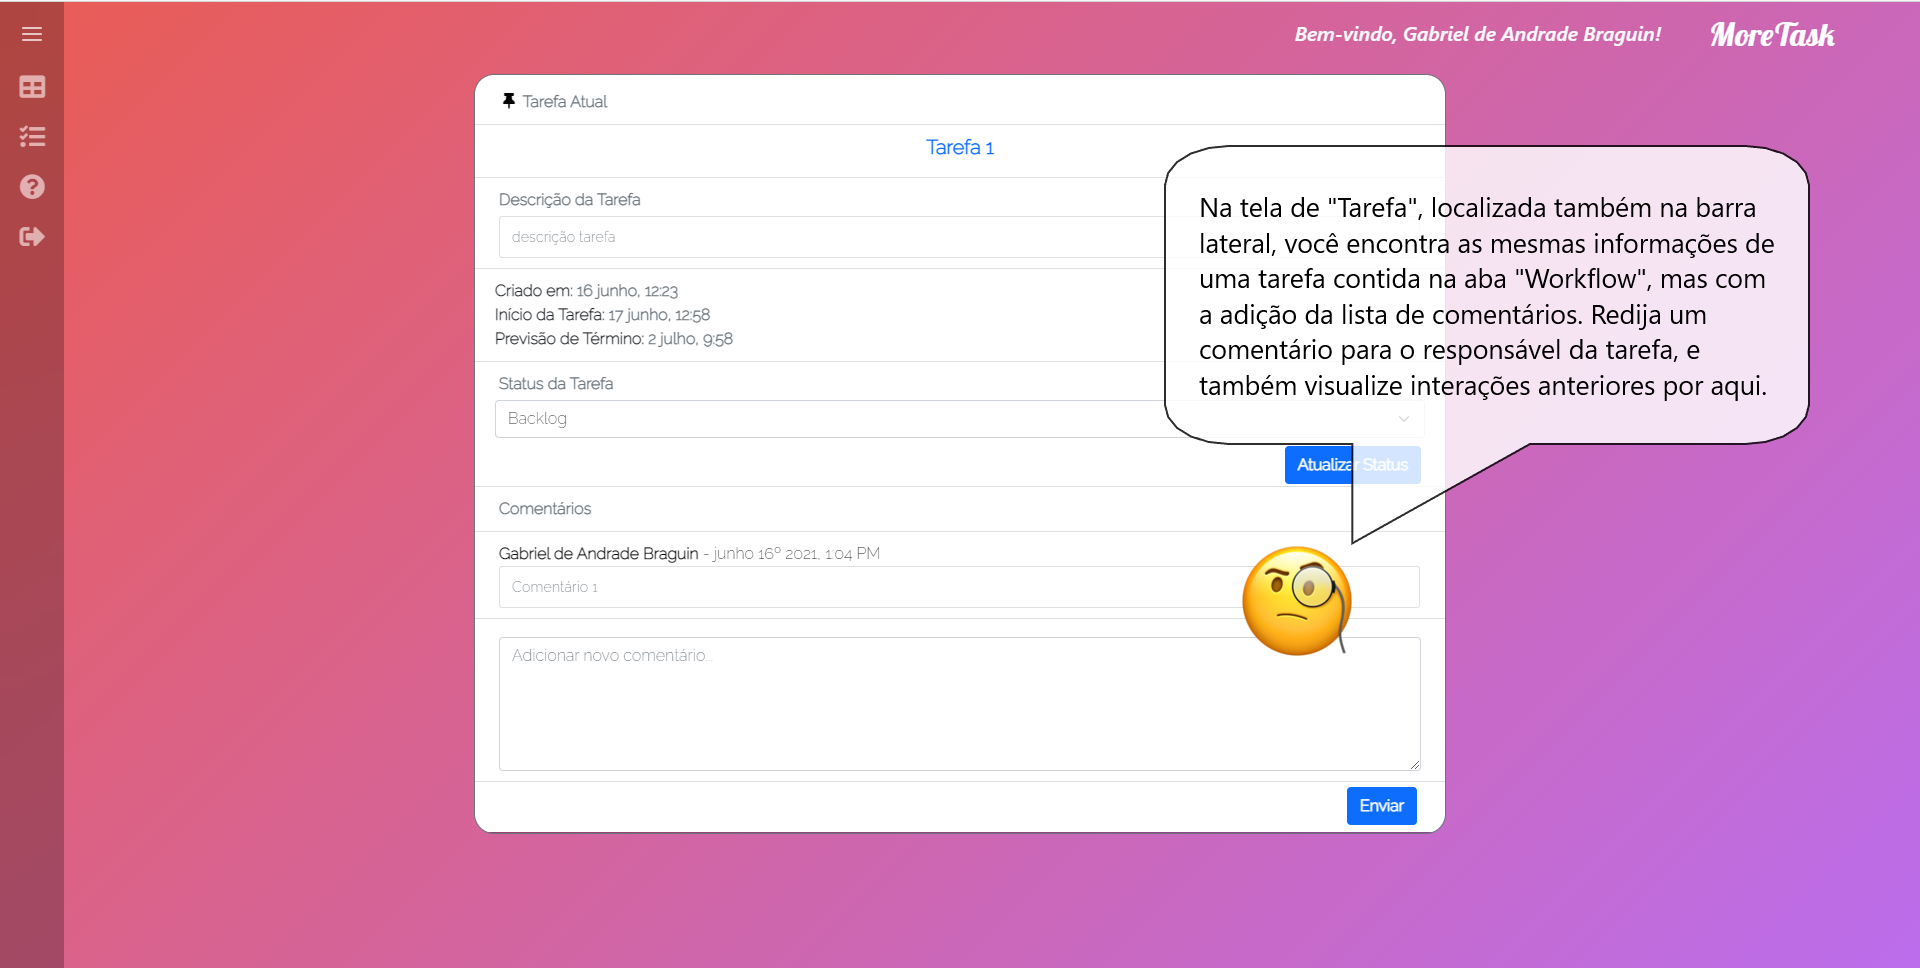 Bem-vindo, Gabriel de Andrade Braguin!
MoreTask
Tarefa Atual
Tarefa 1
Descrição da Tarefa
descrição tarefa
Criado em: 16 junho, 12:23
Início da Tarefa: 17 junho, 12:58
Previsão de Término: 2 julho, 9:58
Status da Tarefa
Backlog
Atualizar Status
Na tela de "Tarefa", localizada também na barra
lateral, você encontra as mesmas informações de
uma tarefa contida na aba "Workflow", mas com
a adição da lista de comentários. Redija um
comentário para o responsável da tarefa, e
também visualize interações anteriores por aqui.
Comentários
Gabriel de Andrade Braguin - junho 16º 2021, 1:04 PM
Comentário 1
Adicionar novo comentário...
Enviar